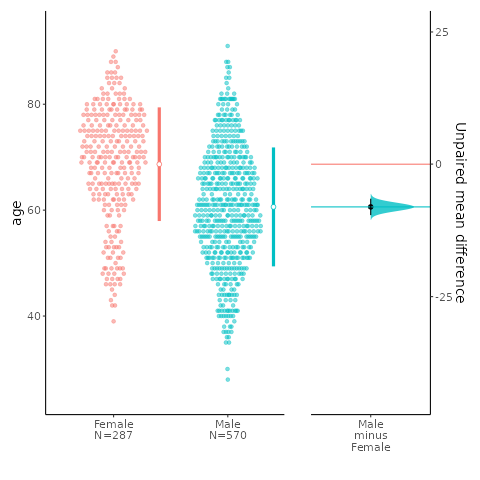 age
80
60
40
Female
N=287
Male
N=570
25
0
-25
Unpaired mean difference
Male
minus
Female